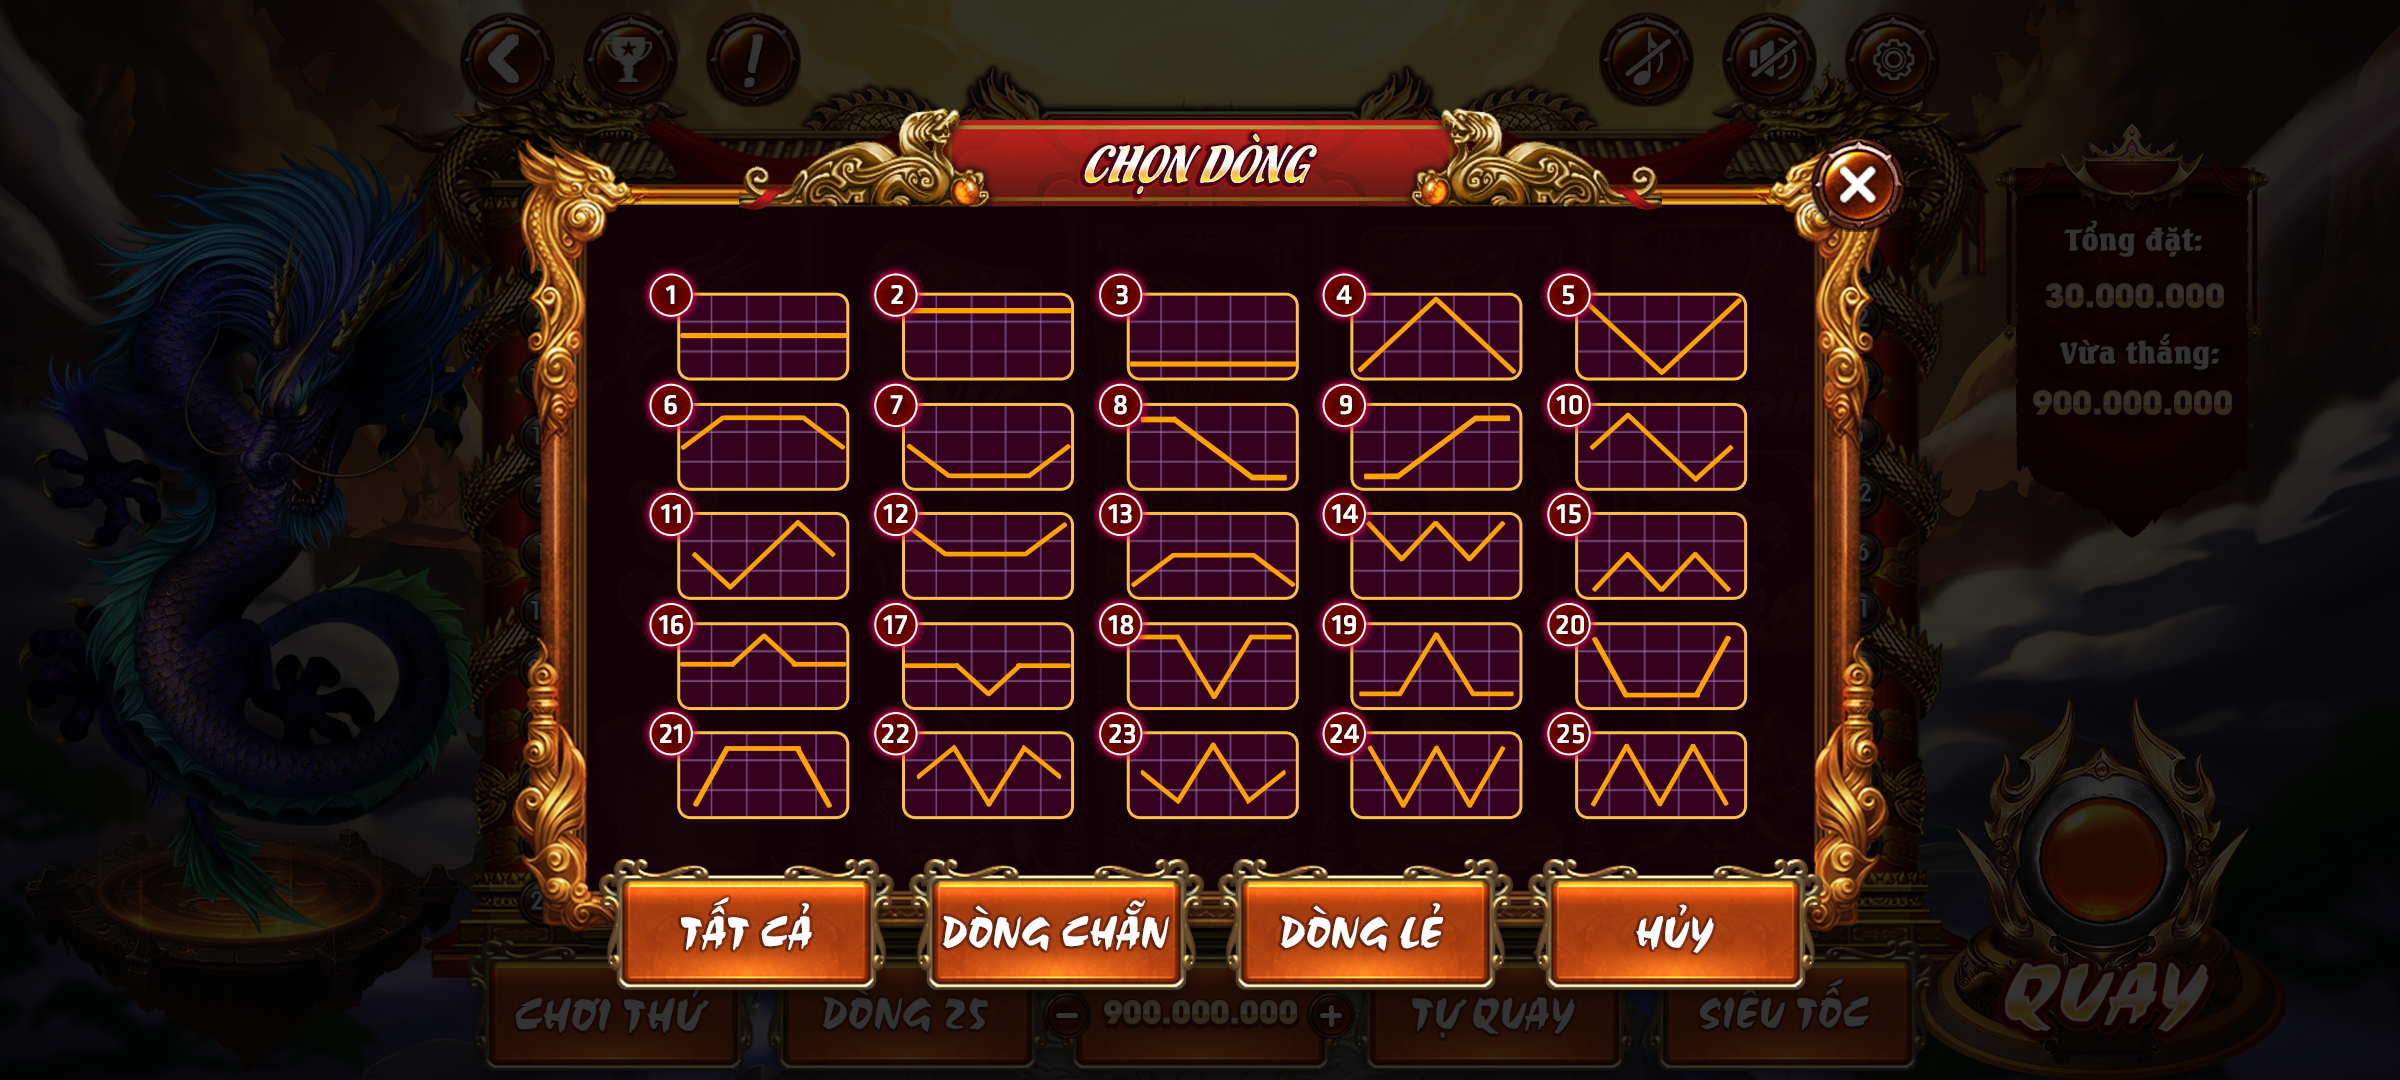 CHỌN DÒNG
Tổng đặt:
30.000.000
Vừa thắng:
900.000.000
1 2 3 4 5
6 7 8 9 10
11 12 13 14 15
16 17 18 19 20
21 22 23 24 25
TẤT CẢ
DÒNG CHẴN
DÒNG LẺ
HỦY
CHƠI THỬ
DÒNG 25
900.000.000
TỰ QUAY
SIÊU TỐC
QUAY